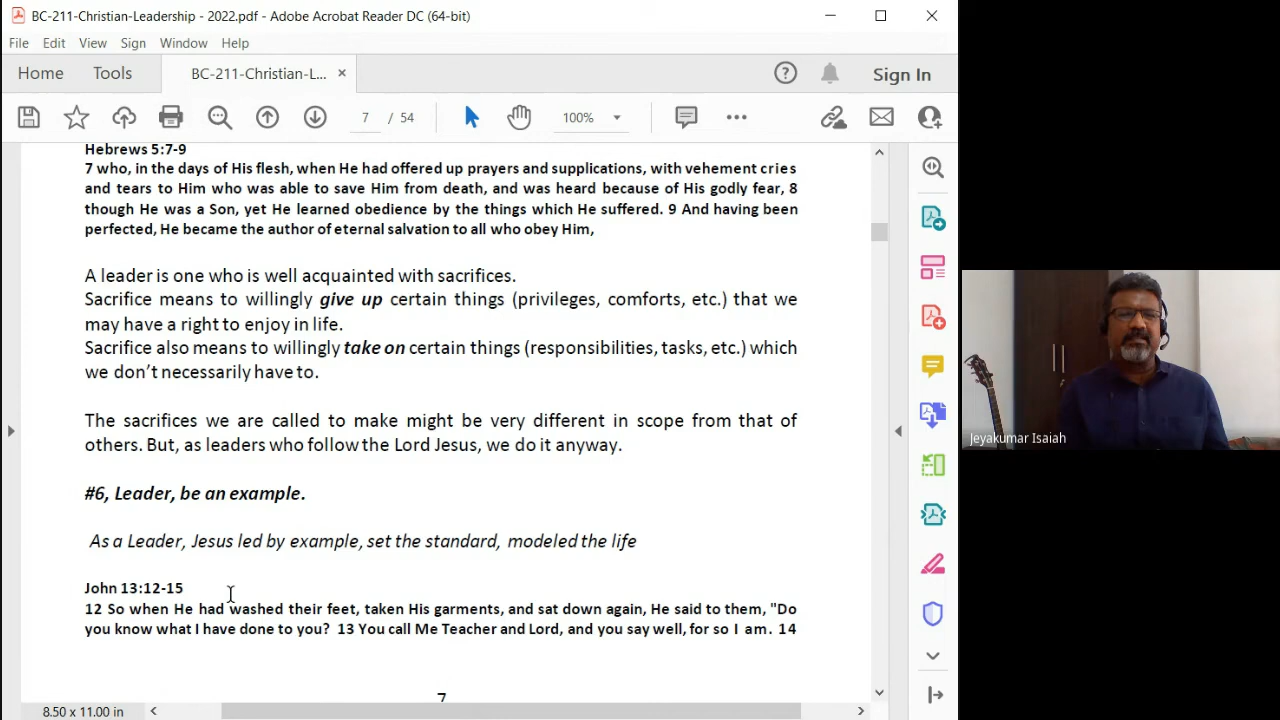 BC-211-Christian-Leadership - 2022.pdf - Adobe Acrobat Reader DC (64-bit)
File Edit View Sign Window Help
Home Tools BC-211-Christian-L... Sign In
7 / 54 100%
Hebrews 5:7-9
7 who, in the days of His flesh, when He had offered up prayers and supplications, with vehement cries
and tears to Him who was able to save Him from death, and was heard because of His godly fear, 8
though He was a Son, yet He learned obedience by the things which He suffered. 9 And having been
perfected, He became the author of eternal salvation to all who obey Him,
A leader is one who is well acquainted with sacrifices.
Sacrifice means to willingly give up certain things (privileges, comforts, etc.) that we
may have a right to enjoy in life.
Sacrifice also means to willingly take on certain things (responsibilities, tasks, etc.) which
we don't necessarily have to.
The sacrifices we are called to make might be very different in scope from that of
others. But, as leaders who follow the Lord Jesus, we do it anyway.
#6, Leader, be an example.
As a Leader, Jesus led by example, set the standard, modeled the life
John 13:12-15
12 So when He had washed their feet, taken His garments, and sat down again, He said to them, "Do
you know what I have done to you? 13 You call Me Teacher and Lord, and you say well, for so I am. 14
7
8.50 x 11.00 in
Jeyakumar Isaiah